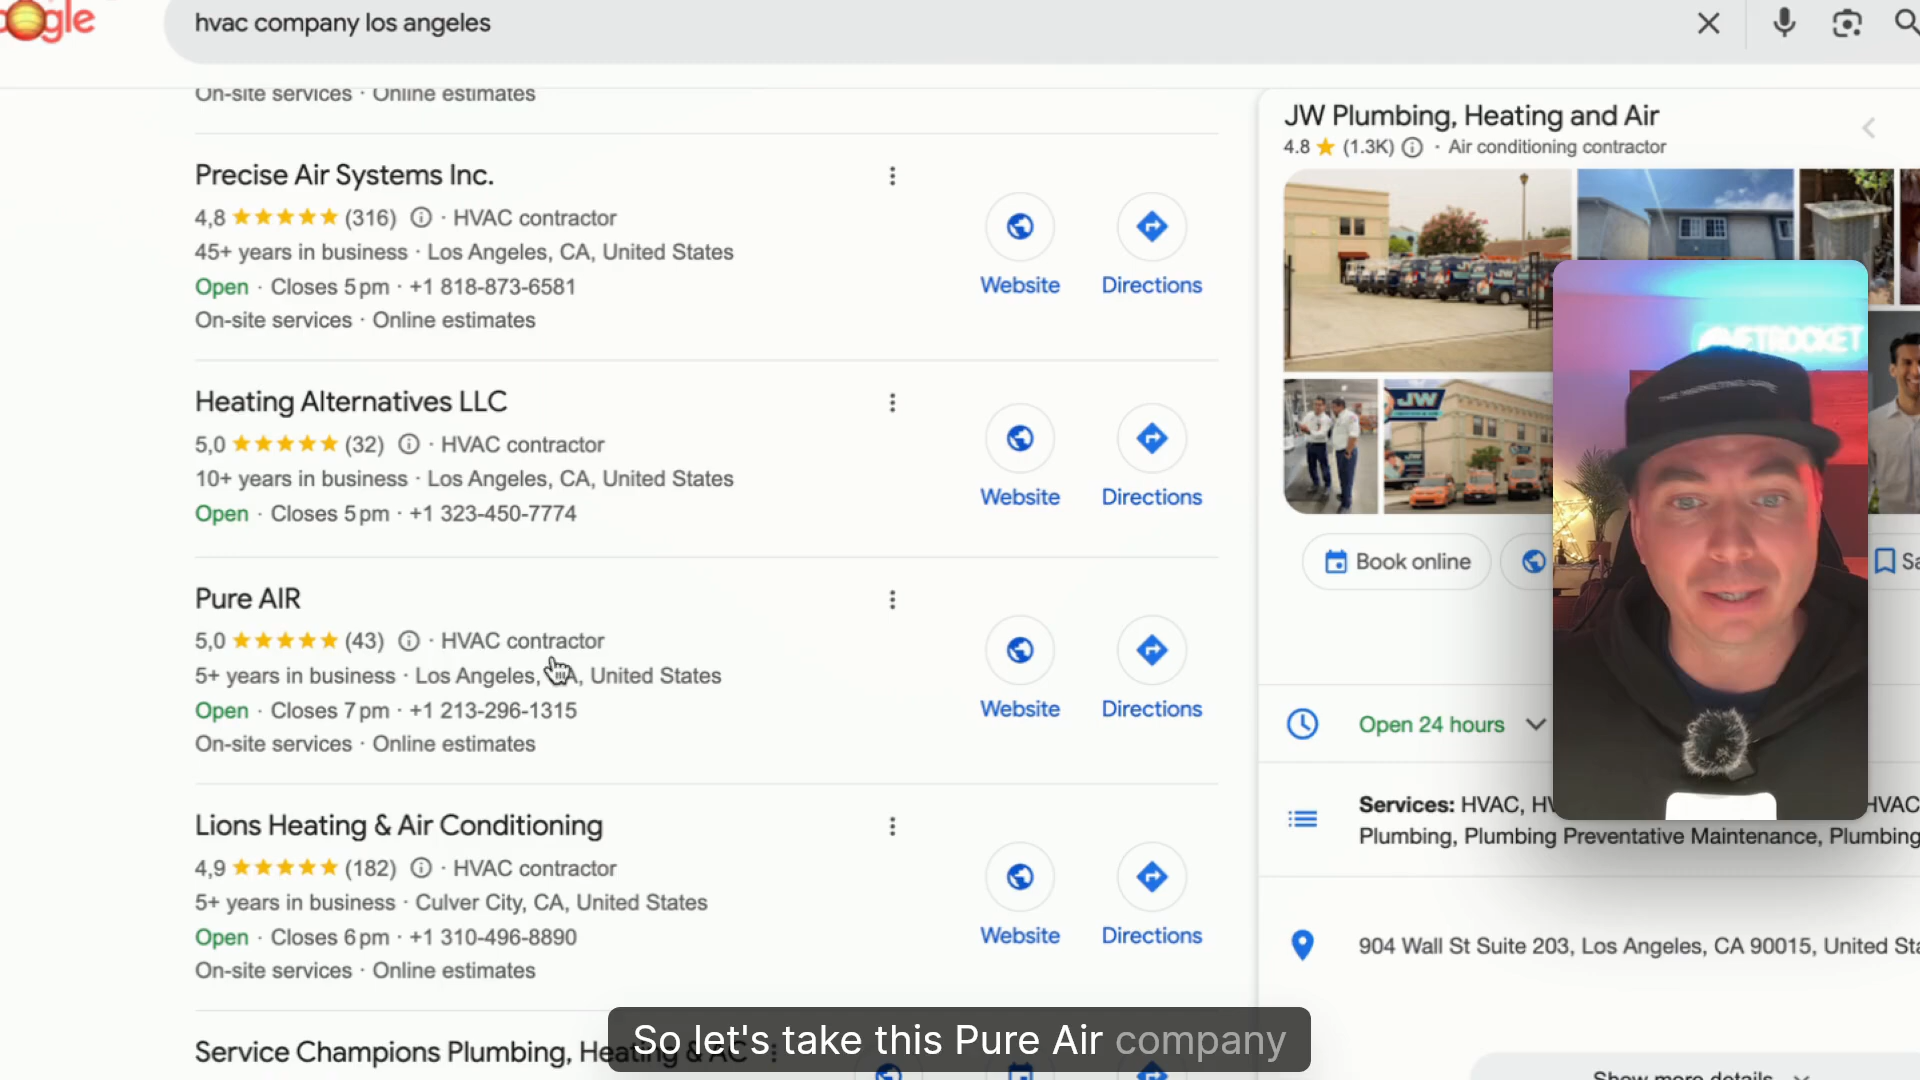 hvac company los angeles
On-site services · Online estimates
Precise Air Systems Inc.
4,8 (316) · HVAC contractor
45+ years in business · Los Angeles, CA, United States
Open · Closes 5 pm · +1 818-873-6581
On-site services · Online estimates
Website
Directions
Heating Alternatives LLC
5,0 (32) · HVAC contractor
10+ years in business · Los Angeles, CA, United States
Open · Closes 5 pm · +1 323-450-7774
Website
Directions
Pure AIR
5,0 (43) · HVAC contractor
5+ years in business · Los Angeles, CA, United States
Open · Closes 7 pm · +1 213-296-1315
On-site services · Online estimates
Website
Directions
Lions Heating & Air Conditioning
4,9 (182) · HVAC contractor
5+ years in business · Culver City, CA, United States
Open · Closes 6 pm · +1 310-496-8890
On-site services · Online estimates
Website
Directions
Service Champions Plumbing, Heating & AC
JW Plumbing, Heating and Air
4.8 (1.3K) · Air conditioning contractor
JW
Book online
Open 24 hours
Services: HVAC, HVAC
Plumbing, Plumbing Preventative Maintenance, Plumbing
904 Wall St Suite 203, Los Angeles, CA 90015, United
Show more details
So let's take this Pure Air company